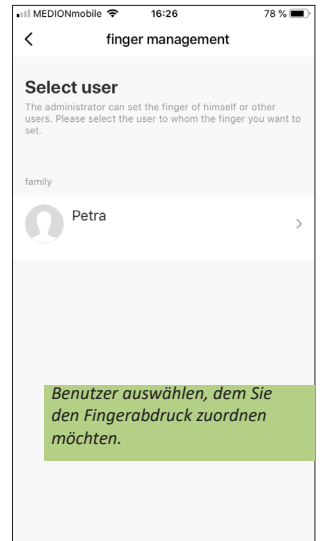 MEDIONmobile 16:26 78 %
finger management
Select user
The administrator can set the finger of himself or other
users. Please select the user to whom the finger you want to
set.
family
Petra
Benutzer auswählen, dem Sie
den Fingerabdruck zuordnen
möchten.